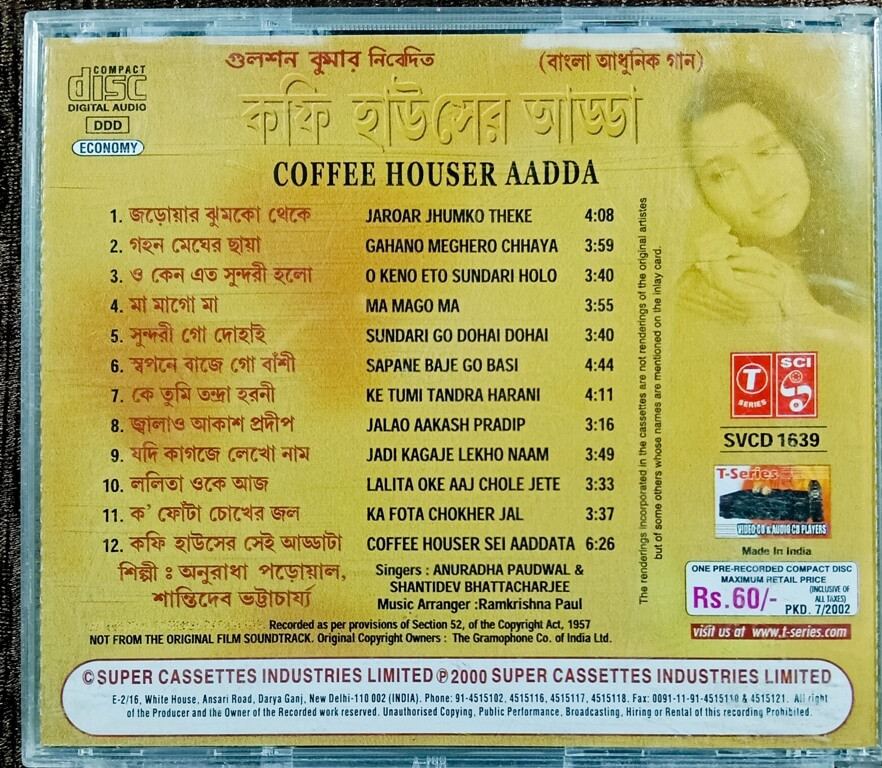 গুলশন কুমার নিবেদিত (বাংলা আধুনিক গান)
COMPACT
disc
DIGITAL AUDIO
DDD
ECONOMY
কফি হাউসের আড্ডা
COFFEE HOUSER AADDA
1. জড়োয়ার ঝুমকো থেকে JAROAR JHUMKO THEKE 4:08
2. গহন মেঘের ছায়া GAHANO MEGHERO CHHAYA 3:59
3. ও কেন এত সুন্দরী হলো O KENO ETO SUNDARI HOLO 3:40
4. মা মাগো মা MA MAGO MA 3:55
5. সুন্দরী গো দোহাই SUNDARI GO DOHAI DOHAI 3:40
6. স্বপনে বাজে গো বাঁশী SAPANE BAJE GO BASI 4:44
7. কে তুমি তন্দ্রা হরনী KE TUMI TANDRA HARANI 4:11
8. জ্বালাও আকাশ প্রদীপ JALAO AAKASH PRADIP 3:16
9. যদি কাগজে লেখো নাম JADI KAGAJE LEKHO NAAM 3:49
10. ললিতা ওকে আজ LALITA OKE AAJ CHOLE JETE 3:33
11. ক' ফোঁটা চোখের জল KA FOTA CHOKHER JAL 3:37
12. কফি হাউসের সেই আড্ডাটা COFFEE HOUSER SEI AADDATA 6:26
শিল্পী : অনুরাধা পড়োয়াল,
শান্তিদেব ভট্টাচার্য্য
Singers : ANURADHA PAUDWAL &
SHANTIDEV BHATTACHARJEE
Music Arranger :Ramkrishna Paul
Recorded as per provisions of Section 52, of the Copyright Act, 1957
NOT FROM THE ORIGINAL FILM SOUNDTRACK. Original Copyright Owners : The Gramophone Co. of India Ltd.
The renderings incorporated in the cassettes are not renderings of the original artistes
but of some others whose names are mentioned on the inlay card.
T
SERIES
SCI
SVCD 1639
T-Series
VIDEO CD & AUDIO CD PLAYERS
Made In India
ONE PRE-RECORDED COMPACT DISC
MAXIMUM RETAIL PRICE
Rs.60/- (INCLUSIVE OF
ALL TAXES)
PKD. 7/2002
visit us at www.t-series.com
©SUPER CASSETTES INDUSTRIES LIMITED ℗2000 SUPER CASSETTES INDUSTRIES LIMITED
E-2/16, White House, Ansari Road, Darya Ganj, New Delhi-110 002 (INDIA). Phone: 91-4515102, 4515116, 4515117, 4515118. Fax: 0091-11-91-4515118 & 4515121. All right
of the Producer and the Owner of the Recorded work reserved. Unauthorised Copying, Public Performance, Broadcasting, Hiring or Rental of this recording Prohibited.